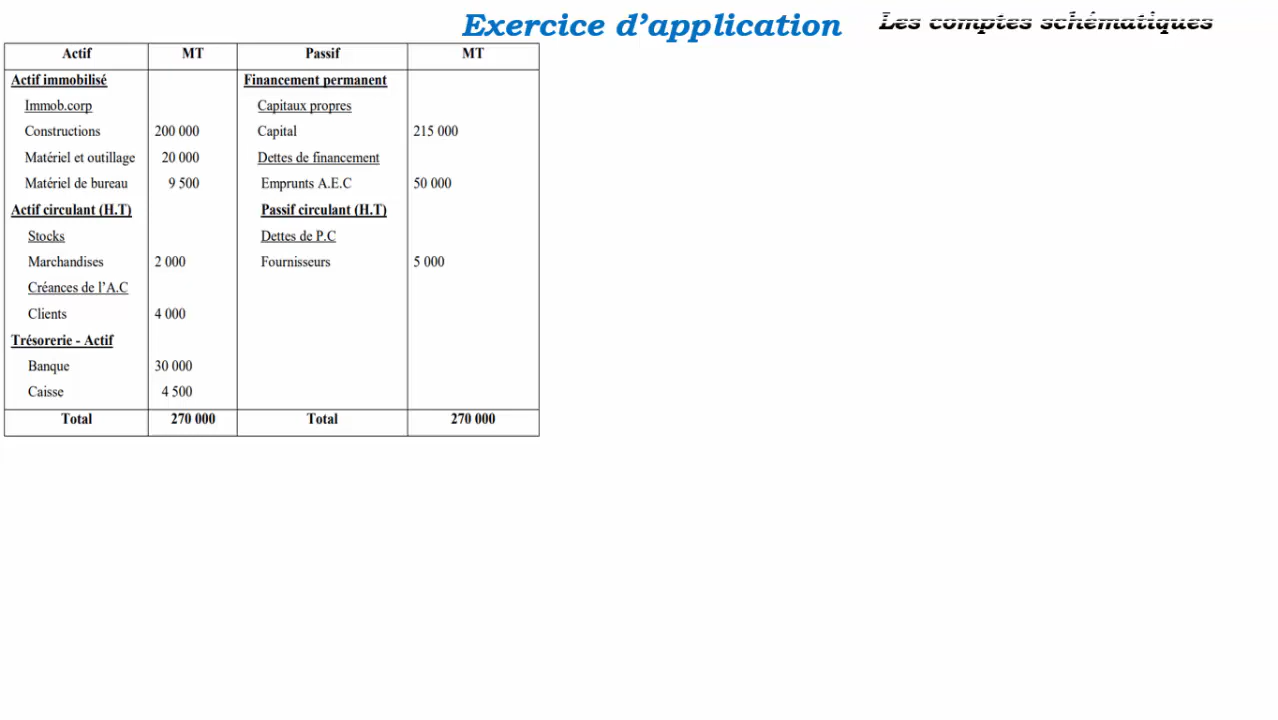 Exercice d'application
Les comptes schématiques
Actif MT Passif MT
Actif immobilisé Financement permanent
Immob.corp Capitaux propres
Constructions 200 000 Capital 215 000
Matériel et outillage 20 000 Dettes de financement
Matériel de bureau 9 500 Emprunts A.E.C 50 000
Actif circulant (H.T) Passif circulant (H.T)
Stocks Dettes de P.C
Marchandises 2 000 Fournisseurs 5 000
Créances de l'A.C
Clients 4 000
Trésorerie - Actif
Banque 30 000
Caisse 4 500
Total 270 000 Total 270 000